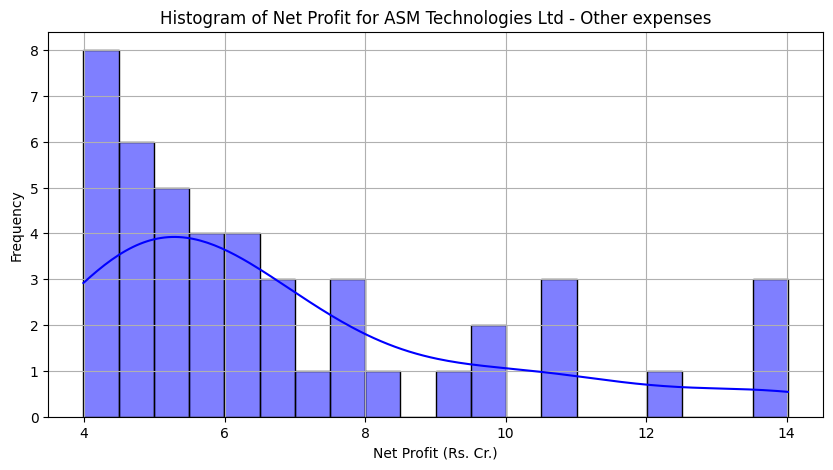 Histogram of Net Profit for ASM Technologies Ltd - Other expenses
8
7
6
5
4
3
2
1
0
Frequency
4 6 8 10 12 14
Net Profit (Rs. Cr.)